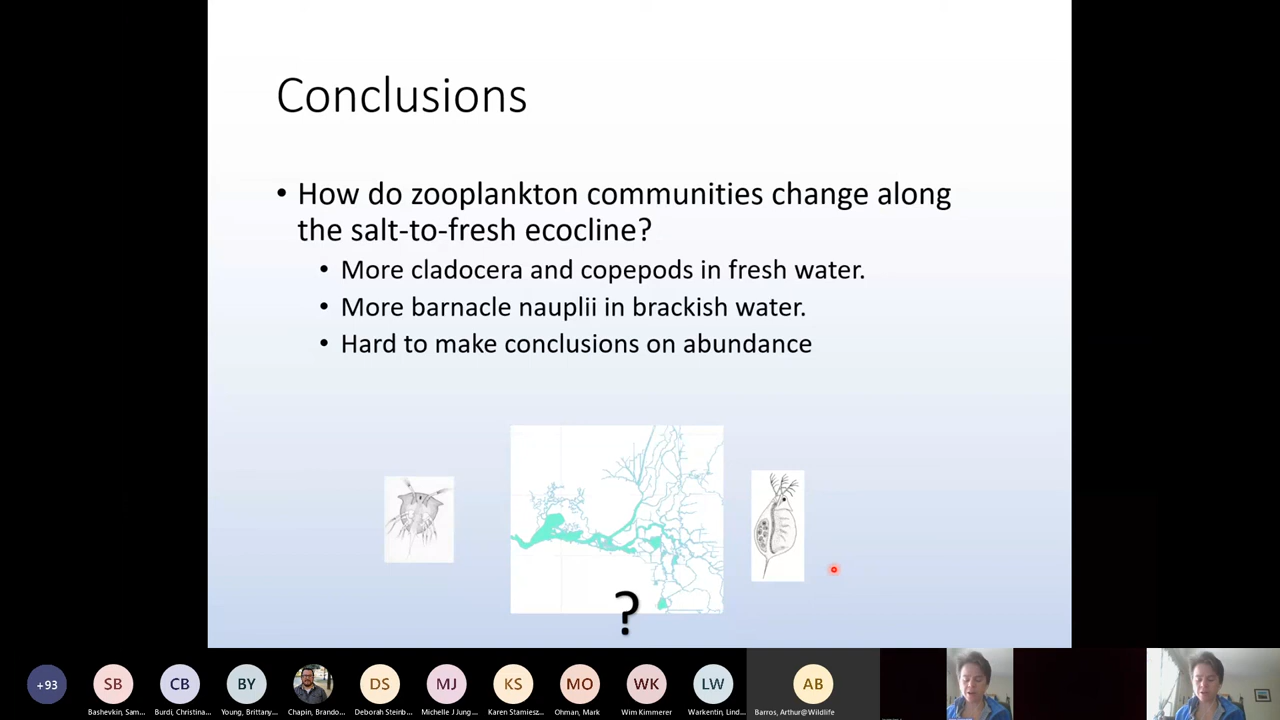 Conclusions
• How do zooplankton communities change along
the salt-to-fresh ecocline?
• More cladocera and copepods in fresh water.
• More barnacle nauplii in brackish water.
• Hard to make conclusions on abundance
?
+93 SB CB BY DS MJ KS MO WK LW AB
Bashevkin, Sam... Burdi, Christina... Young, Brittany... Chapin, Brando... Deborah Steinb... Michelle J Jung... Karen Stamiesz... Ohman, Mark Wim Kimmerer Warkentin, Lind... Barros, Arthur@Wildlife